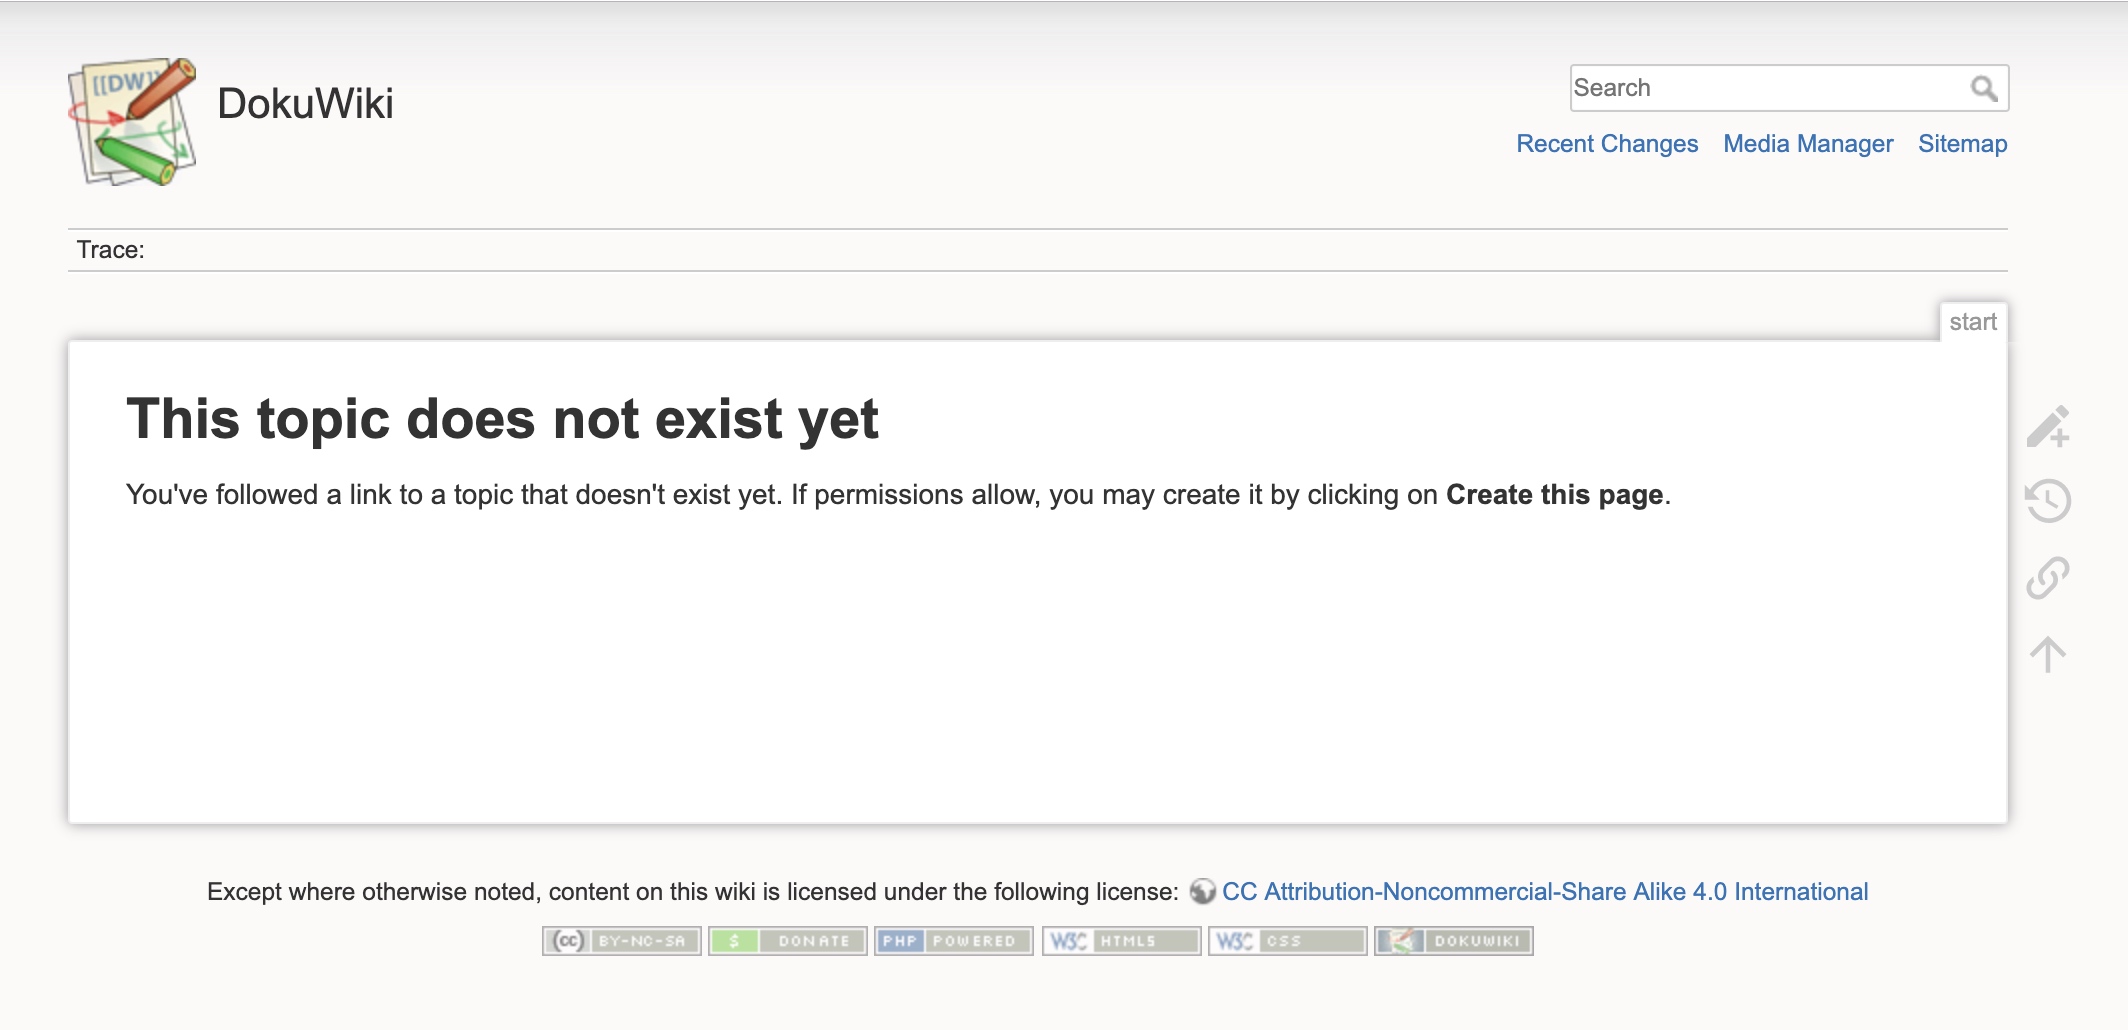 [[DW]]
DokuWiki
Search
Recent Changes Media Manager Sitemap
Trace:
start
This topic does not exist yet
You've followed a link to a topic that doesn't exist yet. If permissions allow, you may create it by clicking on Create this page.
Except where otherwise noted, content on this wiki is licensed under the following license: CC Attribution-Noncommercial-Share Alike 4.0 International
cc BY-NC-SA $ DONATE PHP POWERED W3C HTML5 W3C CSS DOKUWIKI